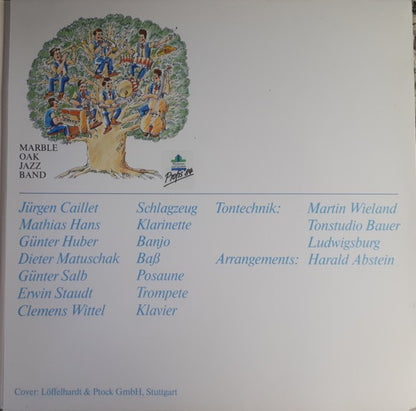 MARBLE
OAK
JAZZ
BAND
Profis ...
Jürgen Caillet Schlagzeug Tontechnik: Martin Wieland
Mathias Hans Klarinette Tonstudio Bauer
Günter Huber Banjo Ludwigsburg
Dieter Matuschak Baß Arrangements: Harald Abstein
Günter Salb Posaune
Erwin Staudt Trompete
Clemens Wittel Klavier
Cover: Löffelhardt & Ptock GmbH, Stuttgart